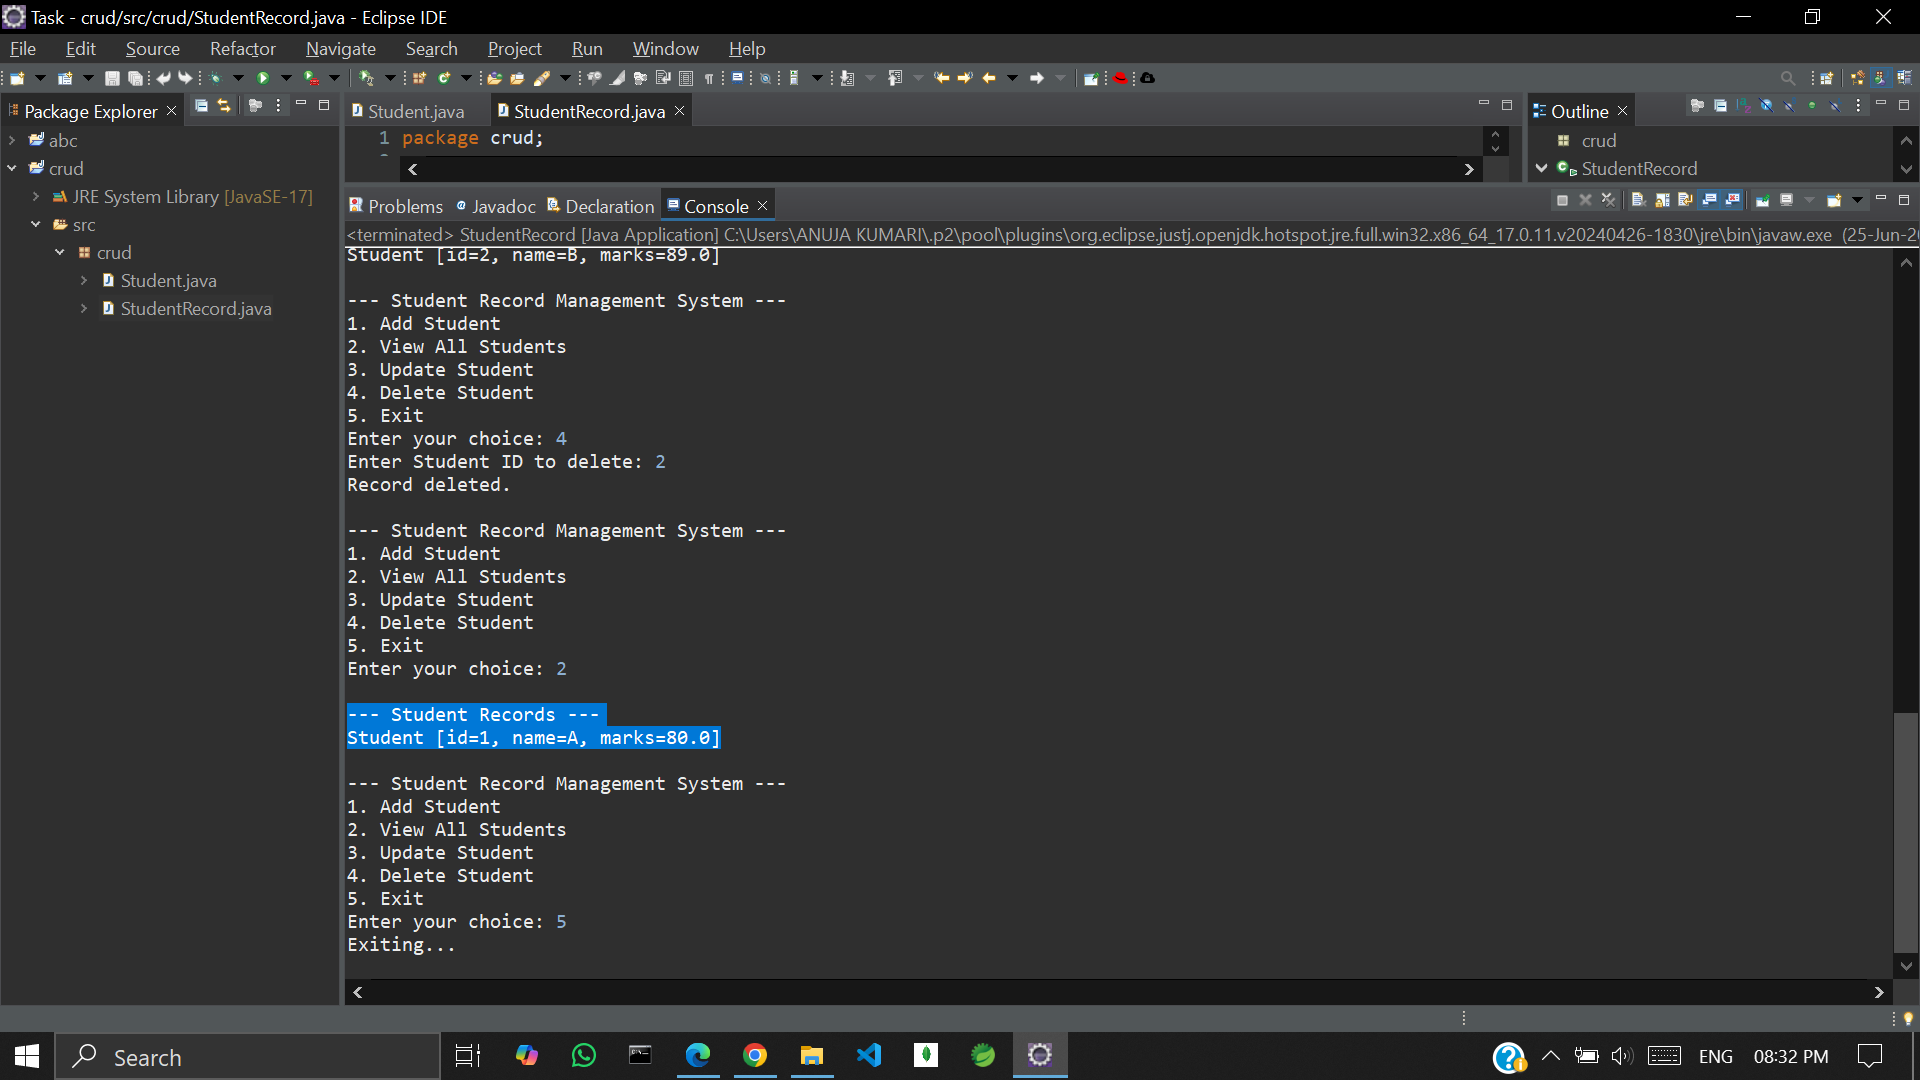 Task - crud/src/crud/StudentRecord.java - Eclipse IDE
File Edit Source Refactor Navigate Search Project Run Window Help
Package Explorer
abc
crud
JRE System Library [JavaSE-17]
src
crud
Student.java
StudentRecord.java
Student.java StudentRecord.java
1 package crud;
Outline
crud
StudentRecord
Problems Javadoc Declaration Console
<terminated> StudentRecord [Java Application] C:\Users\ANUJA KUMARI\.p2\pool\plugins\org.eclipse.justj.openjdk.hotspot.jre.full.win32.x86_64_17.0.11.v20240426-1830\jre\bin\javaw.exe (25-Jun-20
Student [id=2, name=B, marks=89.0]
--- Student Record Management System ---
1. Add Student
2. View All Students
3. Update Student
4. Delete Student
5. Exit
Enter your choice: 4
Enter Student ID to delete: 2
Record deleted.
--- Student Record Management System ---
1. Add Student
2. View All Students
3. Update Student
4. Delete Student
5. Exit
Enter your choice: 2
--- Student Records ---
Student [id=1, name=A, marks=80.0]
--- Student Record Management System ---
1. Add Student
2. View All Students
3. Update Student
4. Delete Student
5. Exit
Enter your choice: 5
Exiting...
Search
ENG 08:32 PM